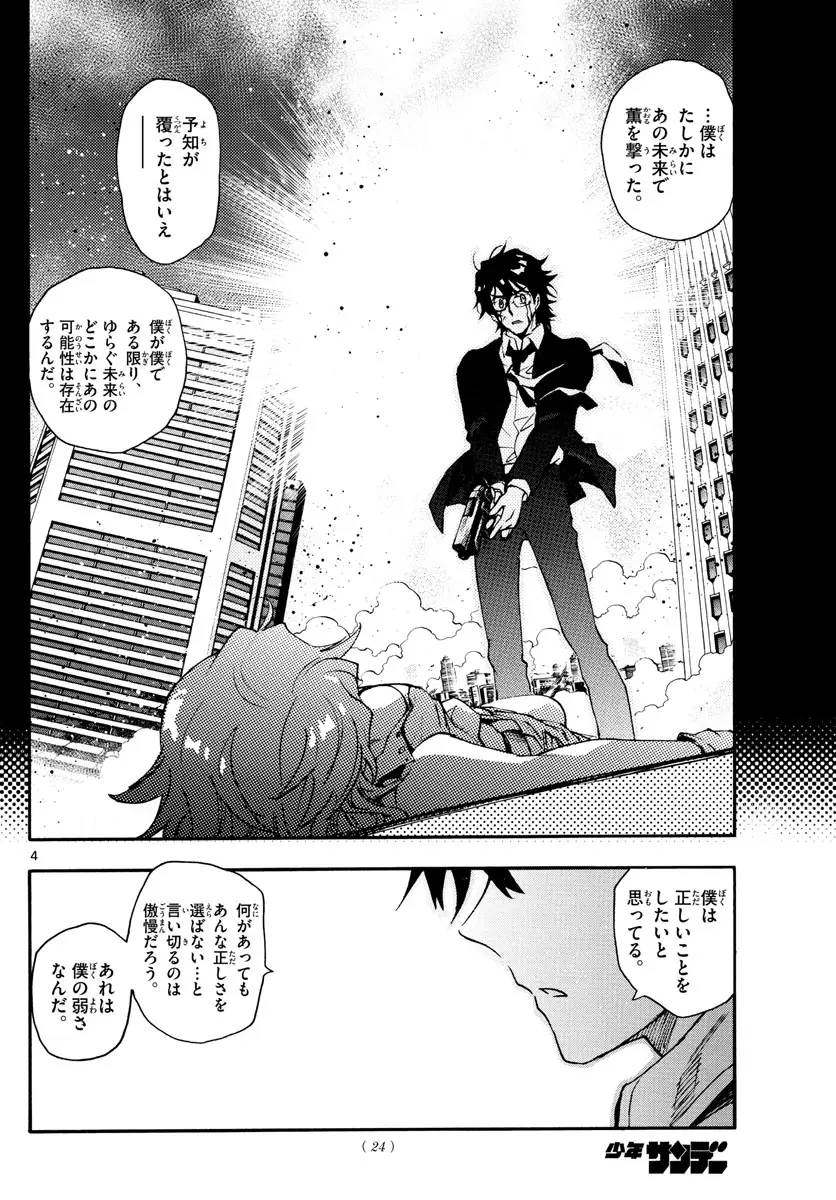 …僕は
たしかに
あの未来で
薫を撃った。
予知が
覆ったとはいえ
――
僕が僕で
ある限り、
ゆらぐ未来の
どこかにあの
可能性は存在
するんだ。
4
僕は
正しいことを
したいと
思ってる。
何があっても
あんな正しさを
選ばない…と
言い切るのは
傲慢だろう。
あれは
僕の弱さ
なんだ。
(24)
少年サンデー